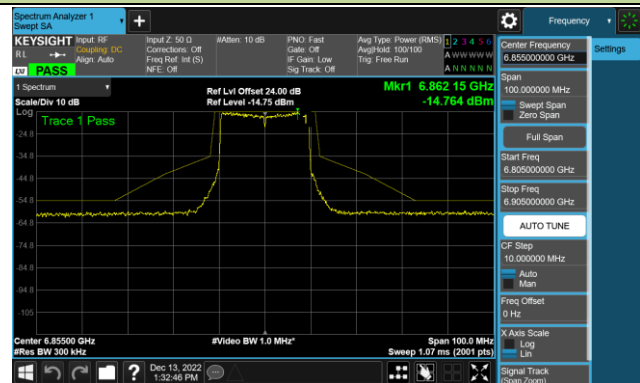 Spectrum Analyzer 1
Swept SA
+
Frequency
KEYSIGHT
RL
LXI
PASS
Input: RF
Coupling: DC
Align: Auto
Input Z: 50 Ω
Corrections: Off
Freq Ref: Int (S)
NFE: Off
#Atten: 10 dB
PNO: Fast
Gate: Off
IF Gain: Low
Sig Track: Off
Avg Type: Power (RMS)
Avg|Hold: 100/100
Trig: Free Run
1 2 3 4 5 6
A W W W W W
A N N N N N
1 Spectrum
Scale/Div 10 dB
Ref Lvl Offset 24.00 dB
Ref Level -14.75 dBm
Mkr1 6.862 15 GHz
-14.764 dBm
Log
Trace 1 Pass
-24.8
-34.8
-44.8
-54.8
-64.8
-74.8
-84.8
-94.8
-105
Center 6.85500 GHz
#Res BW 300 kHz
#Video BW 1.0 MHz*
Span 100.0 MHz
Sweep 1.07 ms (2001 pts)
Dec 13, 2022
1:32:46 PM
Center Frequency
6.855000000 GHz
Settings
Span
100.000000 MHz
Swept Span
Zero Span
Full Span
Start Freq
6.805000000 GHz
Stop Freq
6.905000000 GHz
AUTO TUNE
CF Step
10.000000 MHz
Auto
Man
Freq Offset
0 Hz
X Axis Scale
Log
Lin
Signal Track
(Span Zoom)